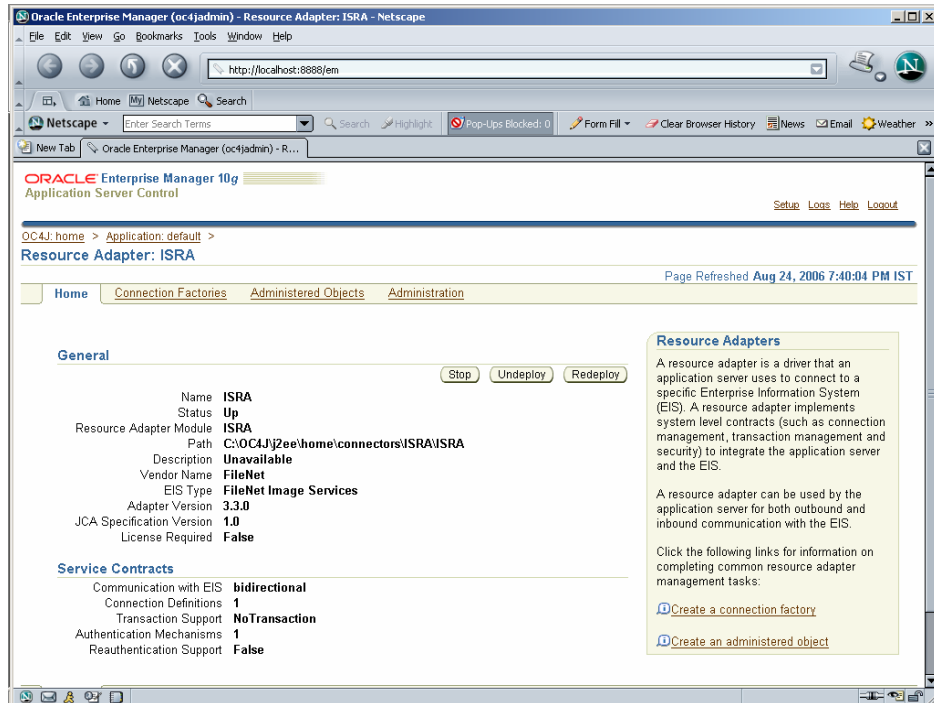 Oracle Enterprise Manager (oc4jadmin) - Resource Adapter: ISRA - Netscape
File Edit View Go Bookmarks Tools Window Help
http://localhost:8888/em
Home My Netscape Search
Netscape Enter Search Terms Search Highlight Pop-Ups Blocked: 0 Form Fill Clear Browser History News Email Weather »
New Tab Oracle Enterprise Manager (oc4jadmin) - R...
ORACLE Enterprise Manager 10g
Application Server Control
Setup Logs Help Logout
OC4J: home > Application: default >
Resource Adapter: ISRA
Page Refreshed Aug 24, 2006 7:40:04 PM IST
Home Connection Factories Administered Objects Administration
General
Stop Undeploy Redeploy
Name ISRA
Status Up
Resource Adapter Module ISRA
Path C:\OC4J\j2ee\home\connectors\ISRA\ISRA
Description Unavailable
Vendor Name FileNet
EIS Type FileNet Image Services
Adapter Version 3.3.0
JCA Specification Version 1.0
License Required False
Service Contracts
Communication with EIS bidirectional
Connection Definitions 1
Transaction Support NoTransaction
Authentication Mechanisms 1
Reauthentication Support False
Resource Adapters
A resource adapter is a driver that an
application server uses to connect to a
specific Enterprise Information System
(EIS). A resource adapter implements
system level contracts (such as connection
management, transaction management and
security) to integrate the application server
and the EIS.
A resource adapter can be used by the
application server for both outbound and
inbound communication with the EIS.
Click the following links for information on
completing common resource adapter
management tasks:
Create a connection factory
Create an administered object